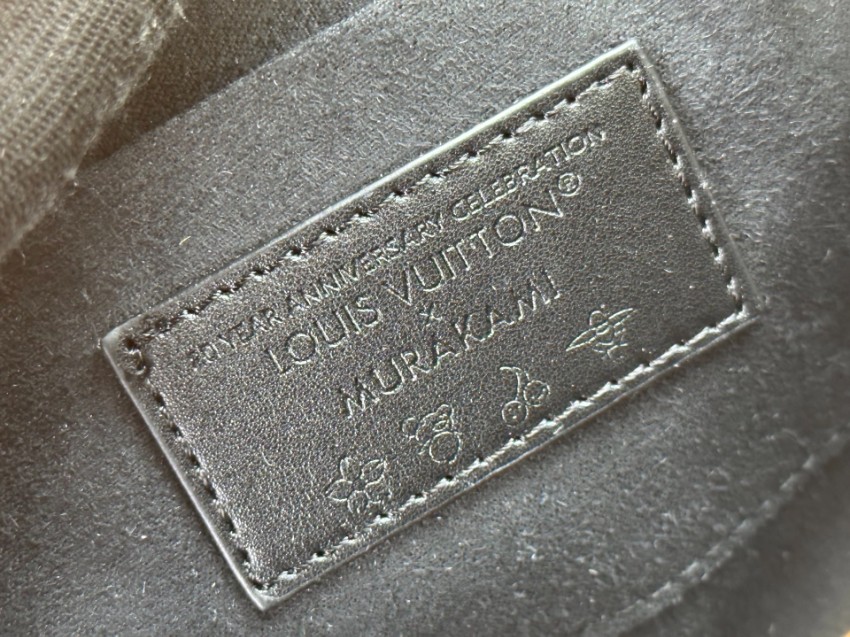 20 YEAR ANNIVERSARY CELEBRATION
LOUIS VUITTON®
×
MURAKAMI